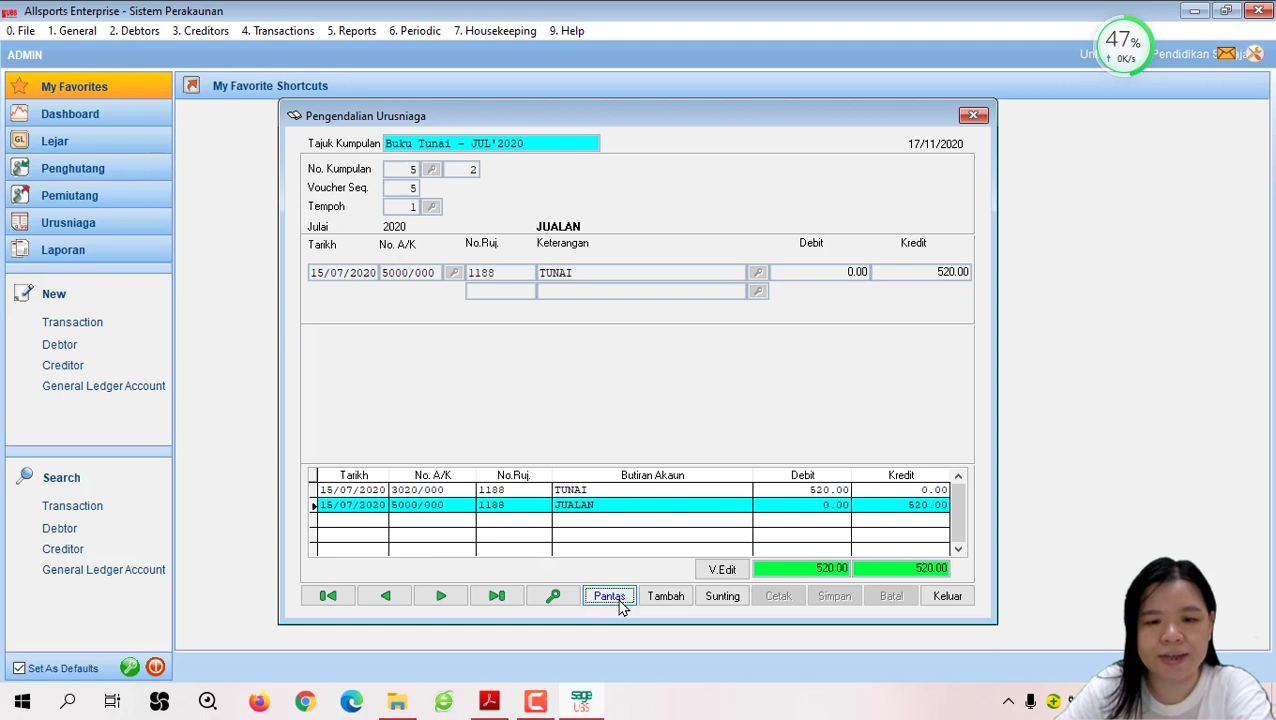 Allsports Enterprise - Sistem Perakaunan
0. File 1. General 2. Debtors 3. Creditors 4. Transactions 5. Reports 6. Periodic 7. Housekeeping 9. Help
47%
0K/s
ADMIN
Pendidikan
My Favorites
My Favorite Shortcuts
Dashboard
Lejar
Penghutang
Pemiutang
Urusniaga
Laporan
New
Transaction
Debtor
Creditor
General Ledger Account
Search
Transaction
Debtor
Creditor
General Ledger Account
Set As Defaults
Pengendalian Urusniaga
Tajuk Kumpulan Buku Tunai - JUL'2020 17/11/2020
No. Kumpulan 5 2
Voucher Seq. 5
Tempoh 1
Julai 2020 JUALAN
Tarikh No. A/K No.Ruj. Keterangan Debit Kredit
15/07/2020 5000/000 1188 TUNAI 0.00 520.00
Tarikh No. A/K No.Ruj. Butiran Akaun Debit Kredit
15/07/2020 3020/000 1188 TUNAI 520.00 0.00
15/07/2020 5000/000 1188 JUALAN 0.00 520.00
V.Edit 520.00 520.00
Pantas Tambah Sunting Cetak Simpan Batal Keluar
sage
UBS